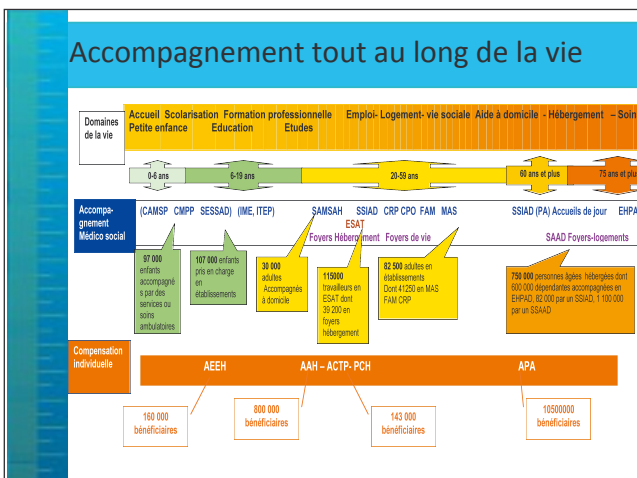 Accompagnement tout au long de la vie
Domaines
de la vie
Accueil Scolarisation Formation professionnelle Emploi- Logement- vie sociale Aide à domicile - Hébergement – Soin
Petite enfance Education Etudes
0-6 ans
6-19 ans
20-59 ans
60 ans et plus
75 ans et plu
Accompa-
gnement
Médico social
(CAMSP CMPP SESSAD) (IME, ITEP) SAMSAH SSIAD CRP CPO FAM MAS SSIAD (PA) Accueils de jour EHPA
ESAT
Foyers Hébergement Foyers de vie SAAD Foyers-logements
97 000
enfants
accompagné
s par des
services ou
soins
ambulatoires
107 000 enfants
pris en charge
en
établissements
30 000
adultes
Accompagnés
à domicile
115000
travailleurs en
ESAT dont
39 200 en
foyers
hébergement
82 500 adultes en
établissements
Dont 41250 en MAS
FAM CRP
750 000 personnes âgées hébergées dont
600 000 dépendantes accompagnées en
EHPAD, 82 000 par un SSIAD, 1 100 000
par un SSAAD
Compensation
individuelle
AEEH
AAH – ACTP- PCH
APA
160 000
bénéficiaires
800 000
bénéficiaires
143 000
bénéficiaires
10500000
bénéficiaires